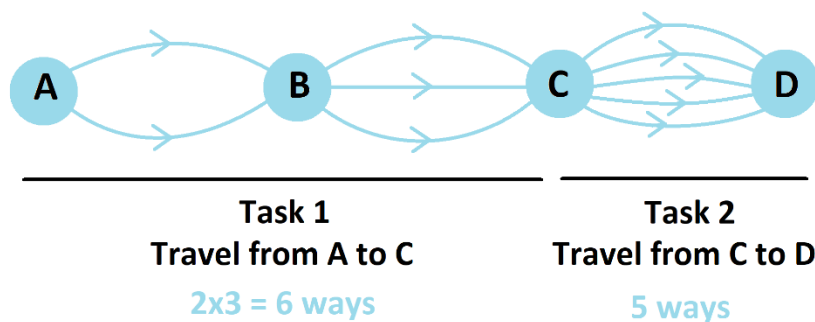 A
B
C
D
Task 1
Travel from A to C
2x3 = 6 ways
Task 2
Travel from C to D
5 ways